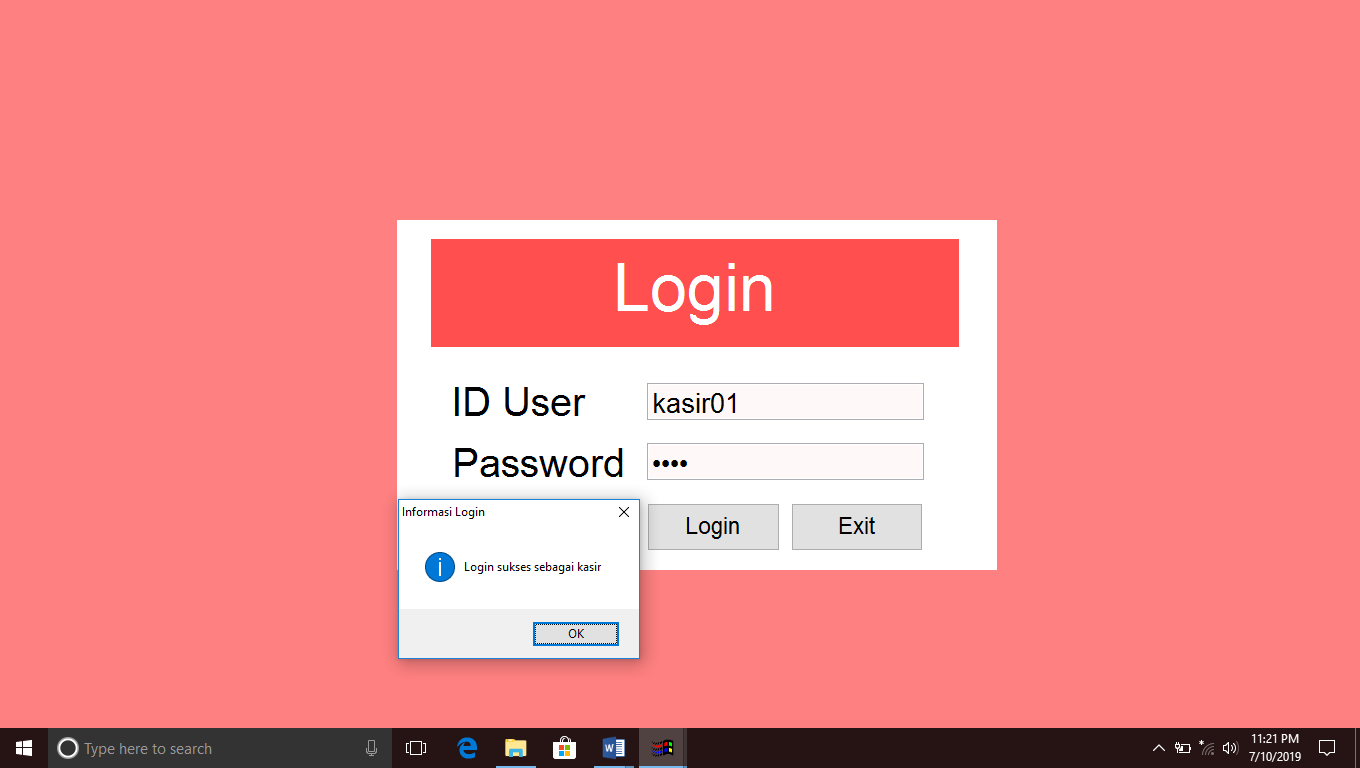 Login
ID User
kasir01
Password
••••
Login
Exit
Informasi Login
Login sukses sebagai kasir
OK
Type here to search
11:21 PM
7/10/2019